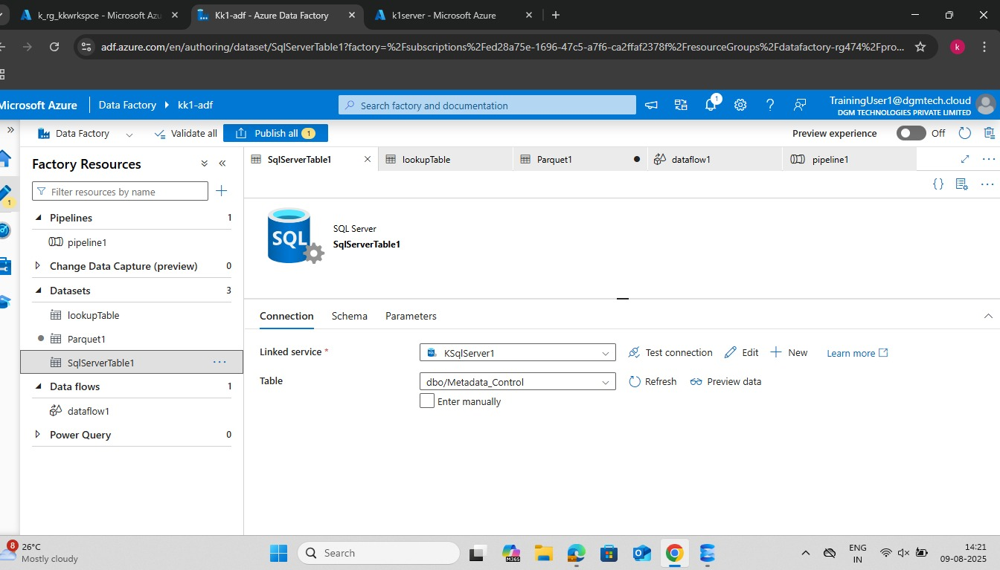 k_rg_kkwrkspce - Microsoft Azu
Kk1-adf - Azure Data Factory
k1server - Microsoft Azure
adf.azure.com/en/authoring/dataset/SqlServerTable1?factory=%2Fsubscriptions%2Fed28a75e-1696-47c5-a7f6-ca2ffaf2378f%2FresourceGroups%2Fdatafactory-rg474%2Fpro...
k
Microsoft Azure
Data Factory
kk1-adf
Search factory and documentation
1
TrainingUser1@dgmtech.cloud
DGM TECHNOLOGIES PRIVATE LIMITED
Data Factory
Validate all
Publish all 1
Preview experience
Off
Factory Resources
SqlServerTable1
lookupTable
Parquet1
dataflow1
pipeline1
Filter resources by name
1
Pipelines 1
pipeline1
Change Data Capture (preview) 0
Datasets 3
lookupTable
Parquet1
SqlServerTable1
Data flows 1
dataflow1
Power Query 0
SQL
SQL Server
SqlServerTable1
Connection
Schema
Parameters
Linked service *
SQL
KSqlServer1
Test connection
Edit
New
Learn more
Table
dbo/Metadata_Control
Refresh
Preview data
Enter manually
8
26°C
Mostly cloudy
Search
M365
ENG
IN
14:21
09-08-2025